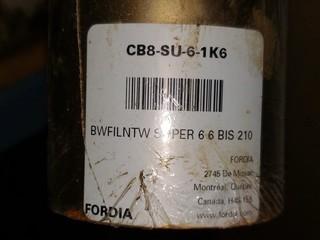 CB8-SU-6-1K6
BWFILNTW SUPER 6 6 BIS 210
FORDIA
2745 De Miniac
Montréal, Québec
Canada, H4S 1E5
www.fordia.com
FORDIA